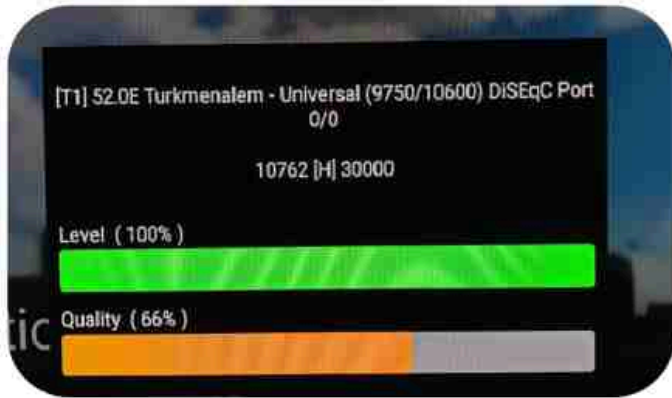 [T1] 52.0E Turkmenalem - Universal (9750/10600) DiSEqC Port
0/0
10762 [H] 30000
Level ( 100% )
Quality ( 66% )
tic